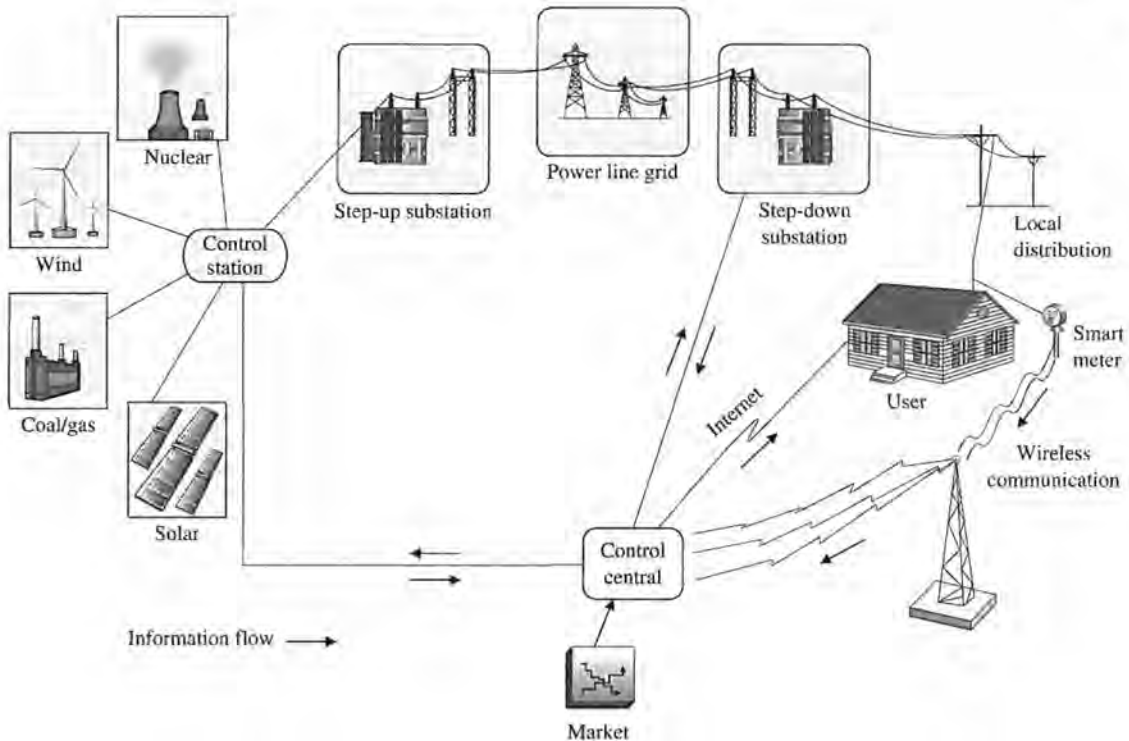 Nuclear
Wind
Coal/gas
Solar
Control
station
Step-up substation
Power line grid
Step-down
substation
Local
distribution
Smart
meter
User
Internet
Wireless
communication
Control
central
Information flow
Market